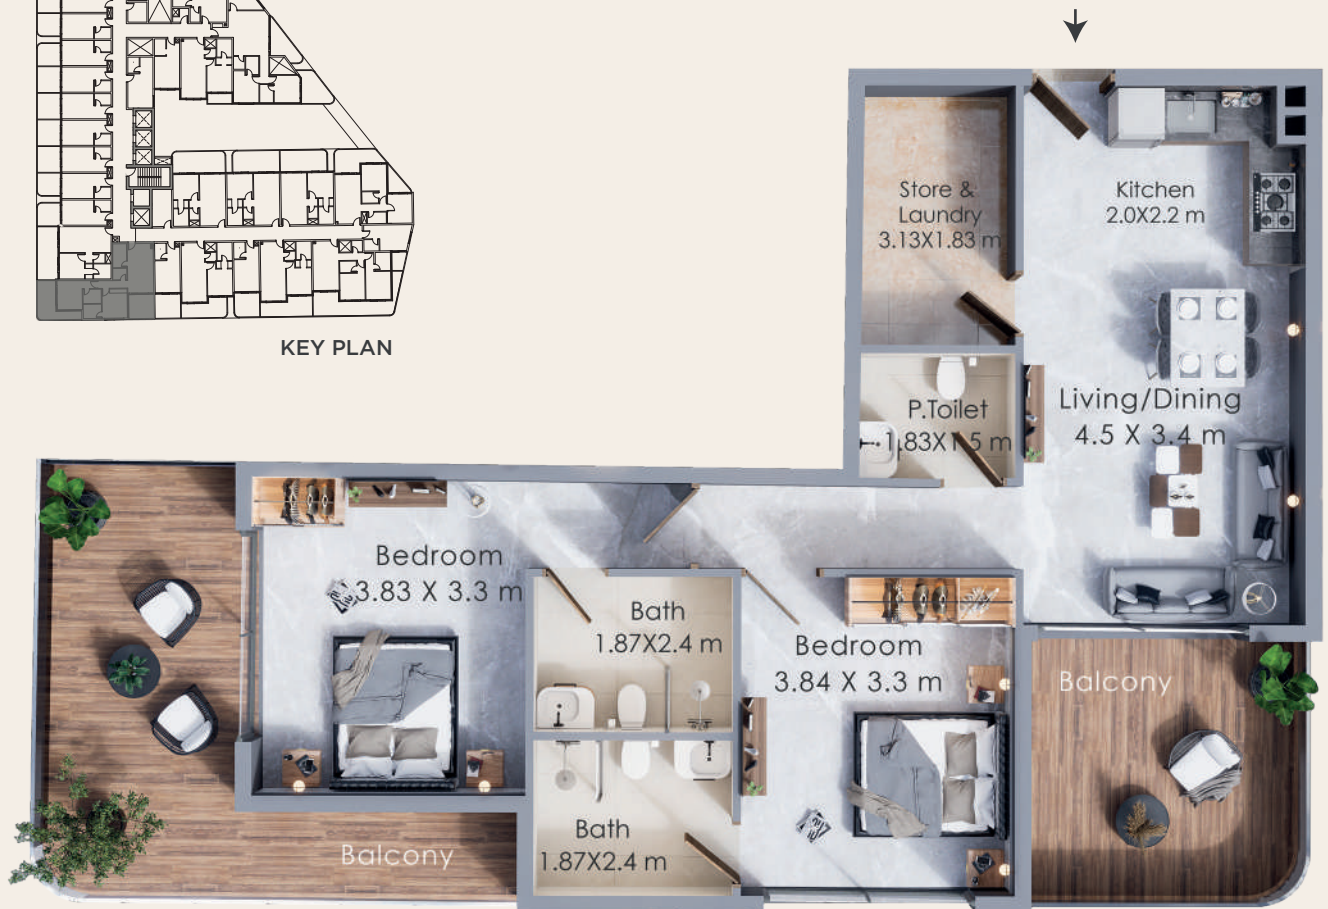 KEY PLAN
Store &
Laundry
3.13X1.83 m
Kitchen
2.0X2.2 m
P.Toilet
1.83X1.5 m
Living/Dining
4.5 X 3.4 m
Bedroom
3.83 X 3.3 m
Bath
1.87X2.4 m
Bedroom
3.84 X 3.3 m
Balcony
Bath
1.87X2.4 m
Balcony